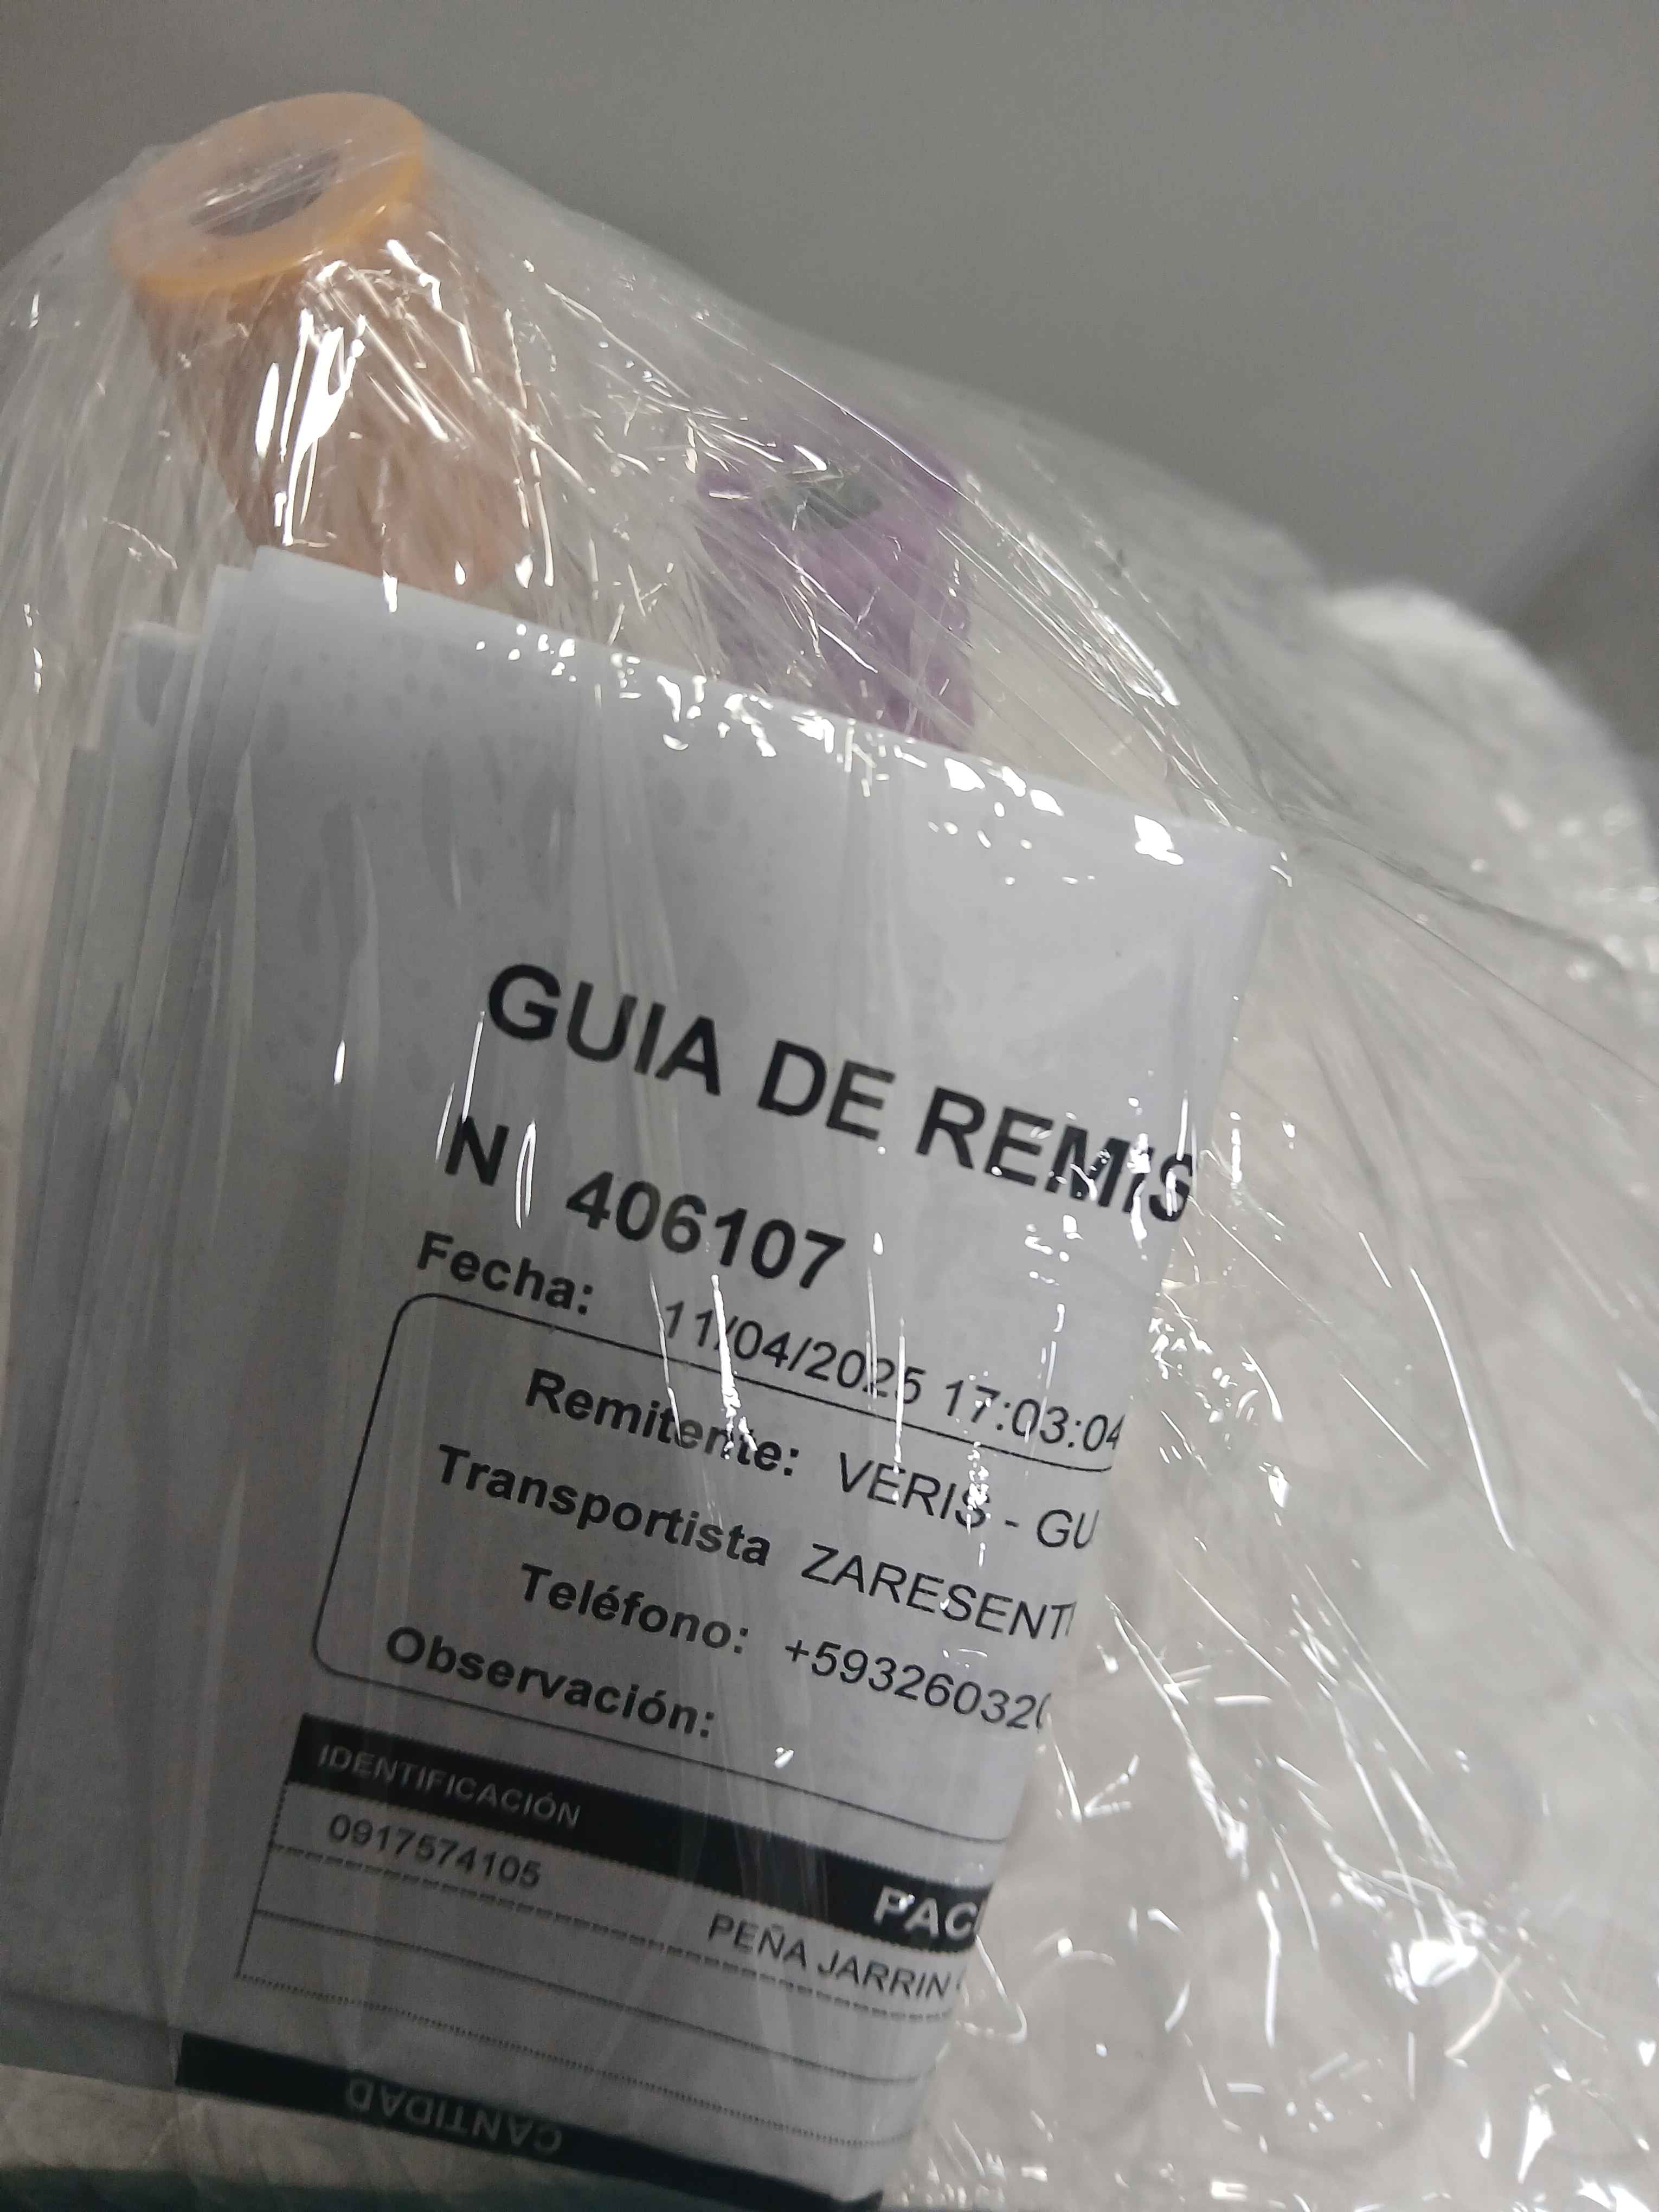 GUIA DE REMIS
N 406107
Fecha: 11/04/2025 17:03:04
Remitente: VERIS - GU
Transportista ZARESENT
Teléfono: +59326032
Observación:
IDENTIFICACIÓN PAC
0917574105 PEÑA JARRIN
CANTIDAD